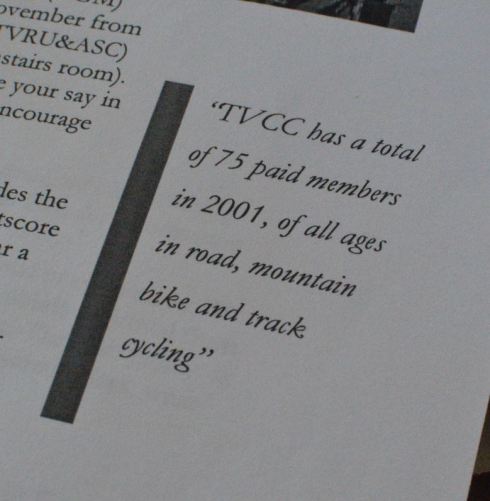 ovember from
TVRU&ASC)
stairs room).
e your say in
ncourage
des the
tscore
r a
“TVCC has a total
of 75 paid members
in 2001, of all ages
in road, mountain
bike and track
cycling”